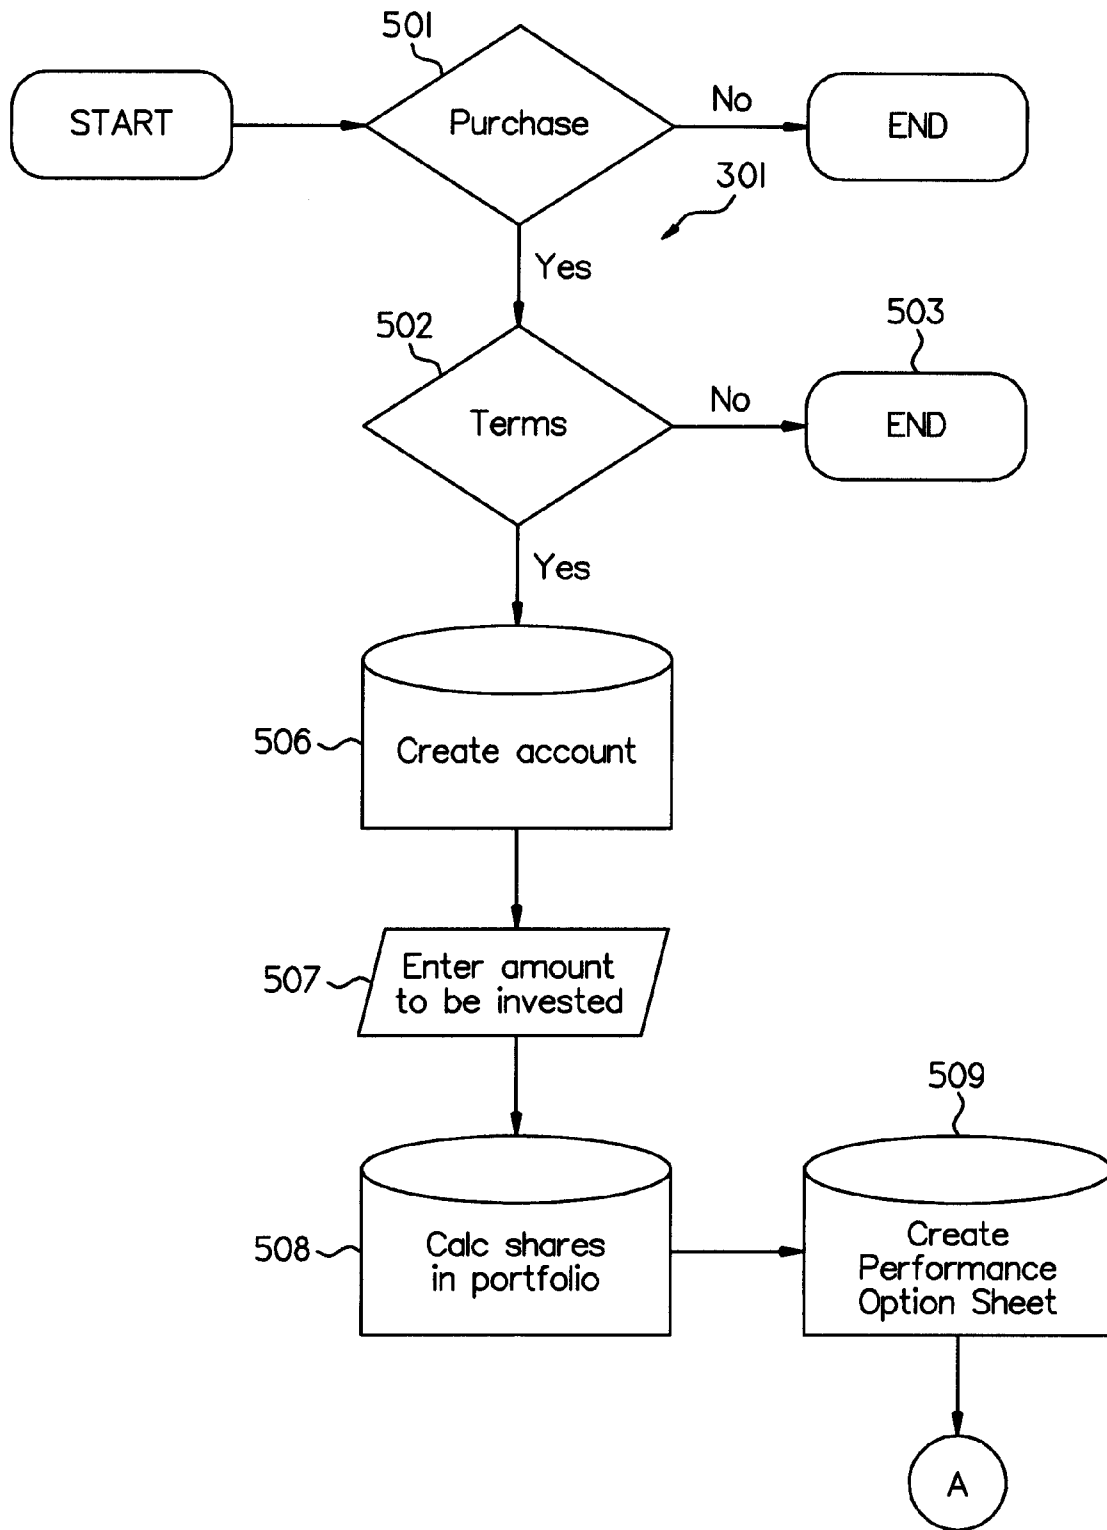 501
START
Purchase
No
END
301
Yes
502
503
Terms
No
END
Yes
506
Create account
507
Enter amount
to be invested
509
508
Calc shares
in portfolio
Create
Performance
Option Sheet
A